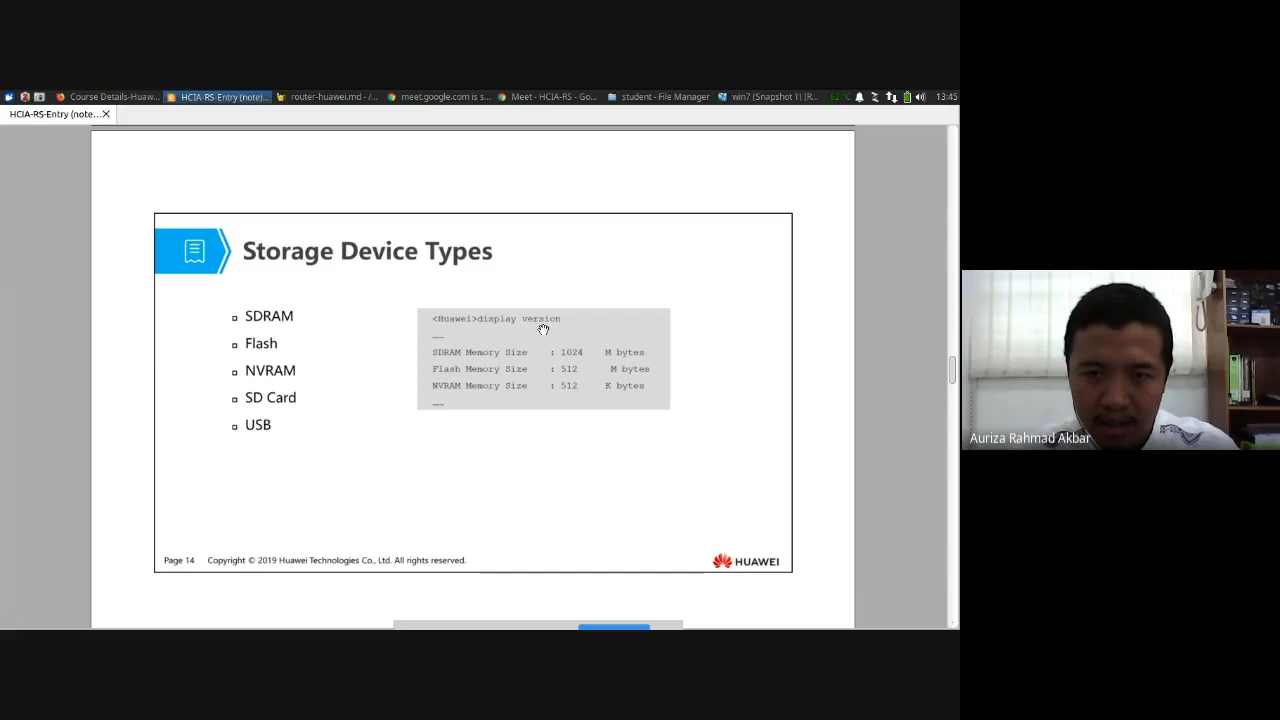 Course Details-Huaw...
HCIA-RS-Entry (note)...
router-huawei.md - /...
meet.google.com is s...
Meet - HCIA-RS - Go...
student - File Manager
win7 (Snapshot 1) [R...
62 °C
13:45
HCIA-RS-Entry (note...
Storage Device Types
SDRAM
Flash
NVRAM
SD Card
USB
<Huawei>display version
……
SDRAM Memory Size : 1024 M bytes
Flash Memory Size : 512 M bytes
NVRAM Memory Size : 512 K bytes
……
Page 14 Copyright © 2019 Huawei Technologies Co., Ltd. All rights reserved.
HUAWEI
Auriza Rahmad Akbar